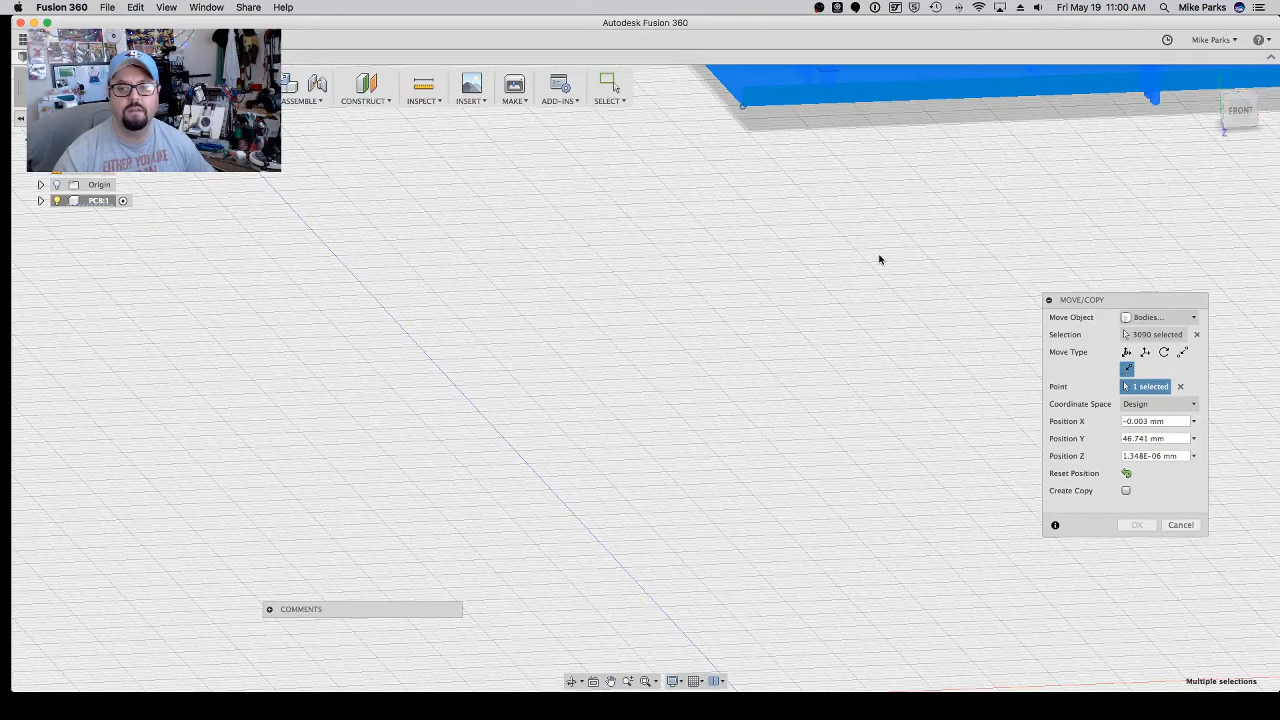 Fusion 360 File Edit View Window Share Help
Fri May 19 11:00 AM Mike Parks
Autodesk Fusion 360
Mike Parks
ASSEMBLE CONSTRUCT INSPECT INSERT MAKE ADD-INS SELECT
FRONT
Z
EITHER YOU LIKE
Origin
PCB:1
MOVE/COPY
Move Object Bodies...
Selection 3090 selected
Move Type
Point 1 selected
Coordinate Space Design
Position X -0.003 mm
Position Y 46.741 mm
Position Z 1.348E-06 mm
Reset Position
Create Copy
OK Cancel
COMMENTS
Multiple selections